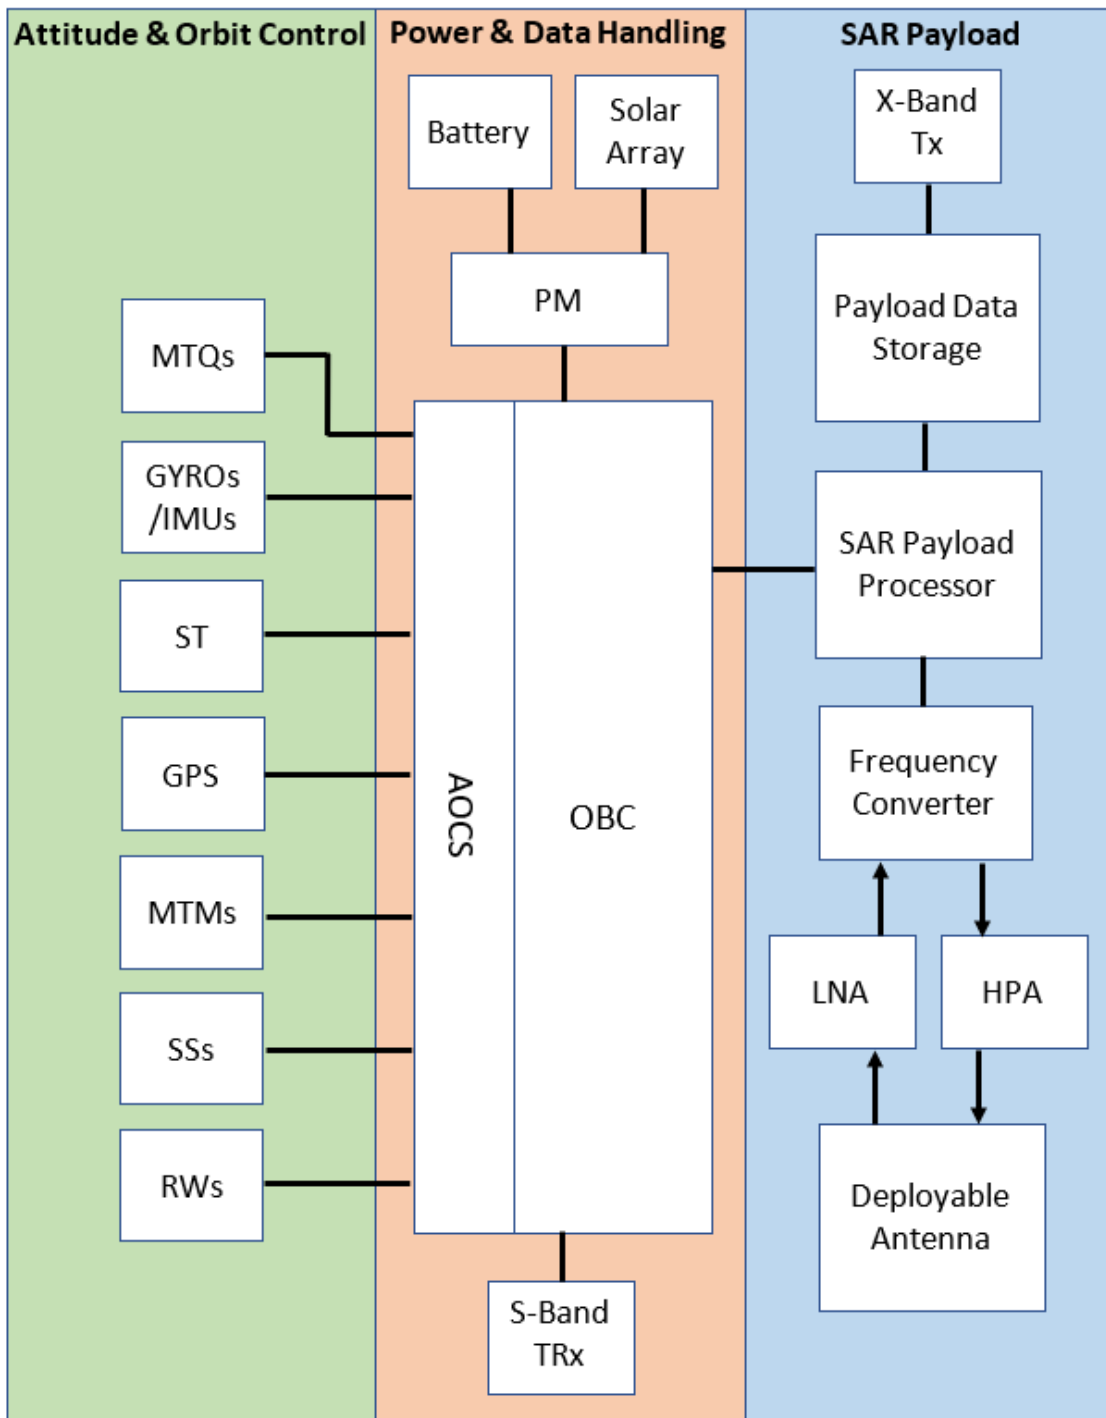 Attitude & Orbit Control
MTQs
GYROs
/IMUs
ST
GPS
MTMs
SSs
RWs
Power & Data Handling
Battery
Solar
Array
PM
AOCS
OBC
S-Band
TRx
SAR Payload
X-Band
Tx
Payload Data
Storage
SAR Payload
Processor
Frequency
Converter
LNA
HPA
Deployable
Antenna